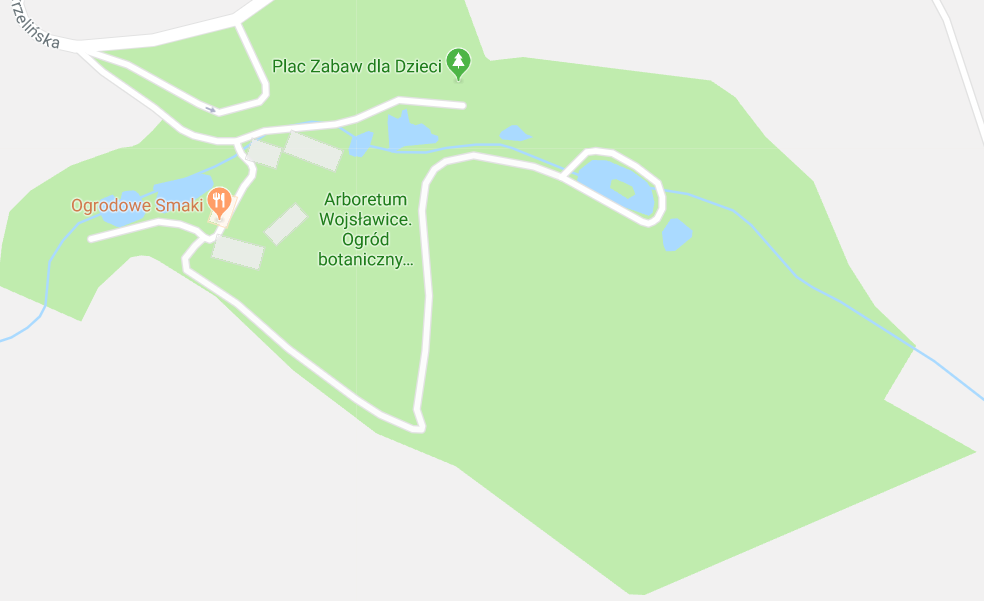 rzelińska
Plac Zabaw dla Dzieci
Ogrodowe Smaki
Arboretum
Wojsławice.
Ogród
botaniczny...